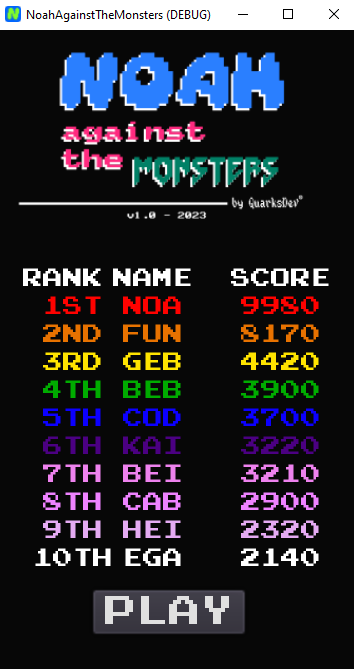 NoahAgainstTheMonsters (DEBUG)
NOAH
against
the MONSTERS
by QuarksDev®
v1.0 - 2023
RANK NAME SCORE
1ST NOA 9980
2ND FUN 8170
3RD GEB 4420
4TH BEB 3900
5TH COD 3700
6TH KAI 3220
7TH BEI 3210
8TH CAB 2900
9TH HEI 2320
10TH EGA 2140
PLAY